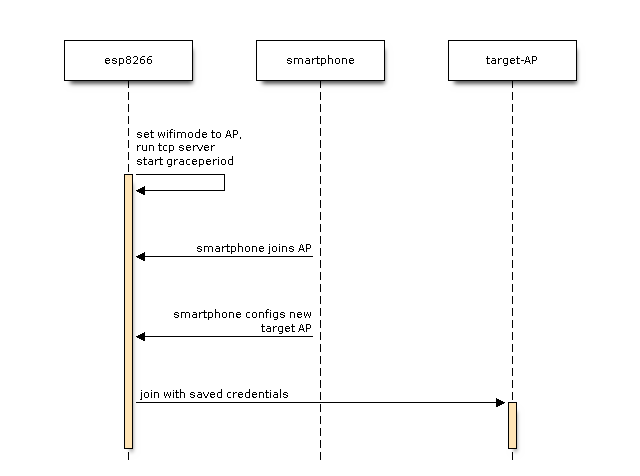 esp8266
smartphone
target-AP
set wifimode to AP,
run tcp server
start graceperiod
smartphone joins AP
smartphone configs new
target AP
join with saved credentials